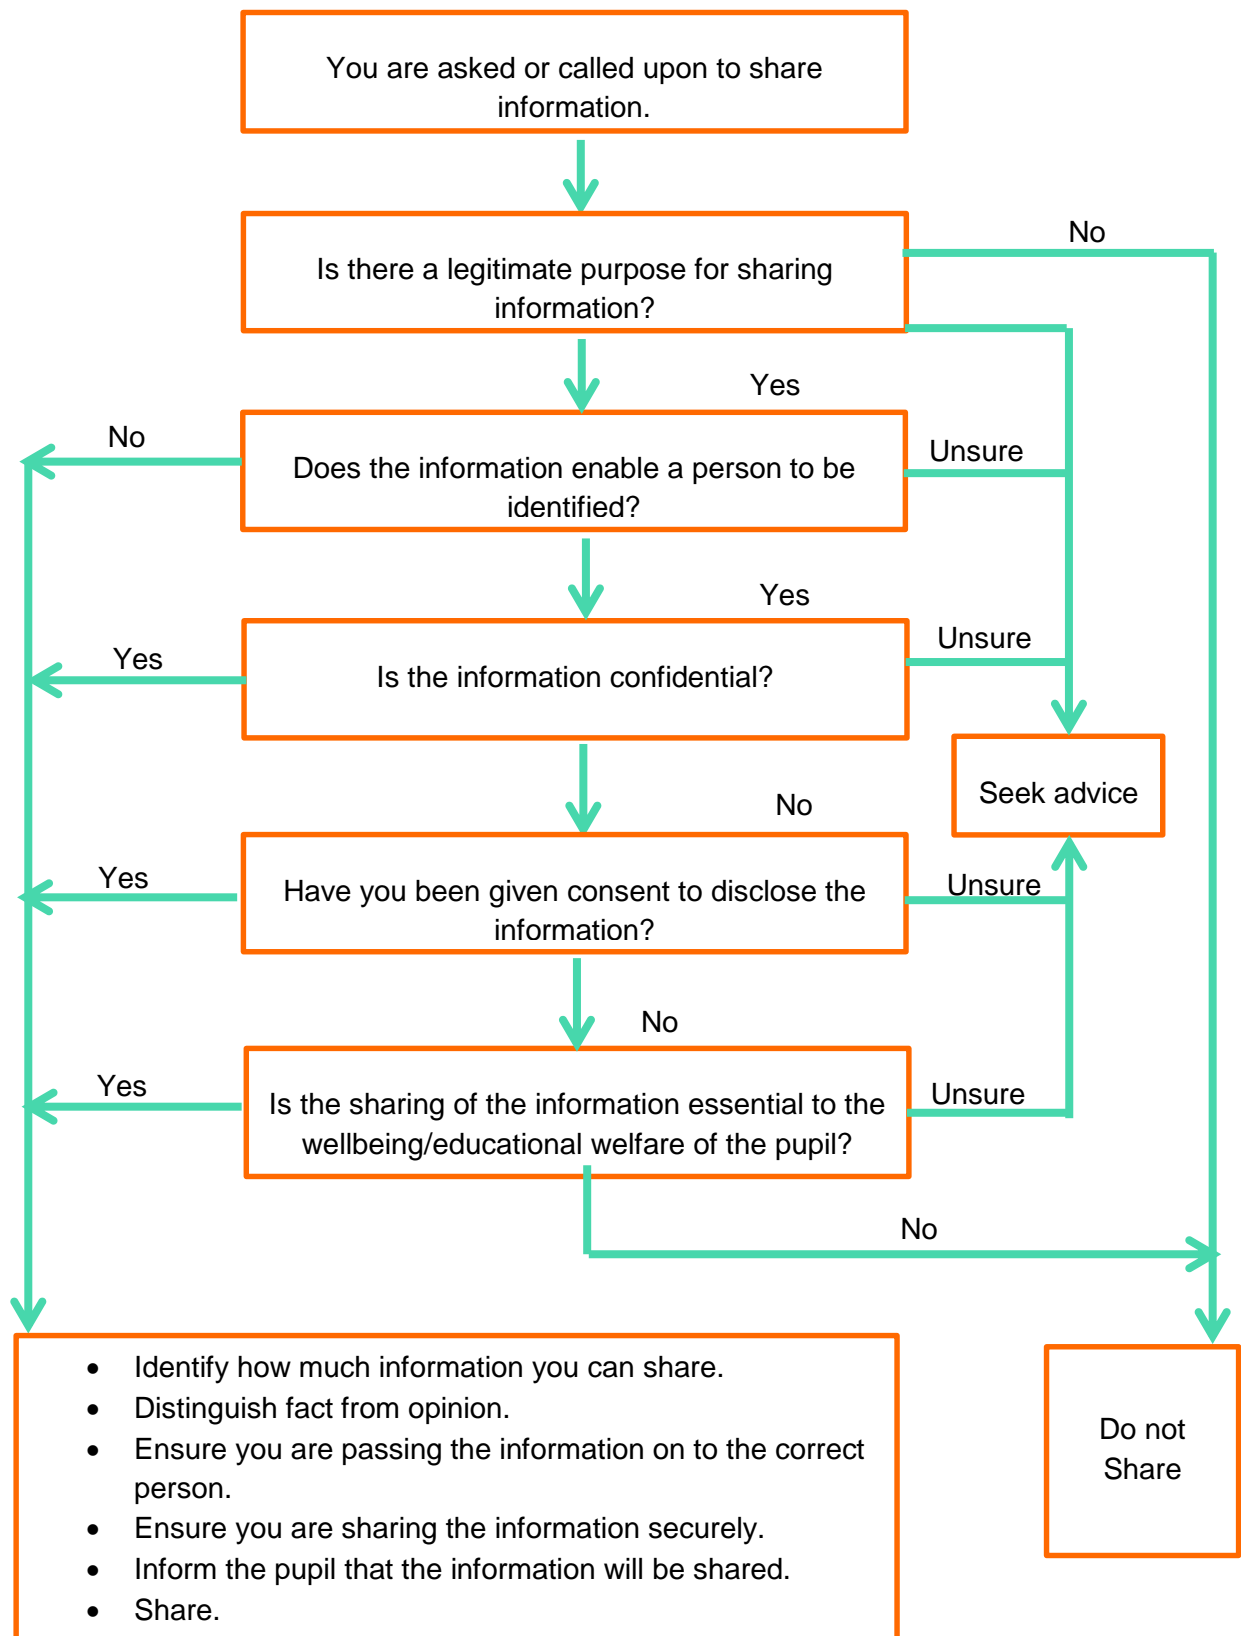 You are asked or called upon to share
information.
No
Is there a legitimate purpose for sharing
information?
Yes
No
Unsure
Does the information enable a person to be
identified?
Yes
Unsure
Yes
Is the information confidential?
Seek advice
No
Yes
Unsure
Have you been given consent to disclose the
information?
No
Yes
Unsure
Is the sharing of the information essential to the
wellbeing/educational welfare of the pupil?
No
• Identify how much information you can share.
• Distinguish fact from opinion.
• Ensure you are passing the information on to the correct
person.
• Ensure you are sharing the information securely.
• Inform the pupil that the information will be shared.
• Share.
Do not
Share